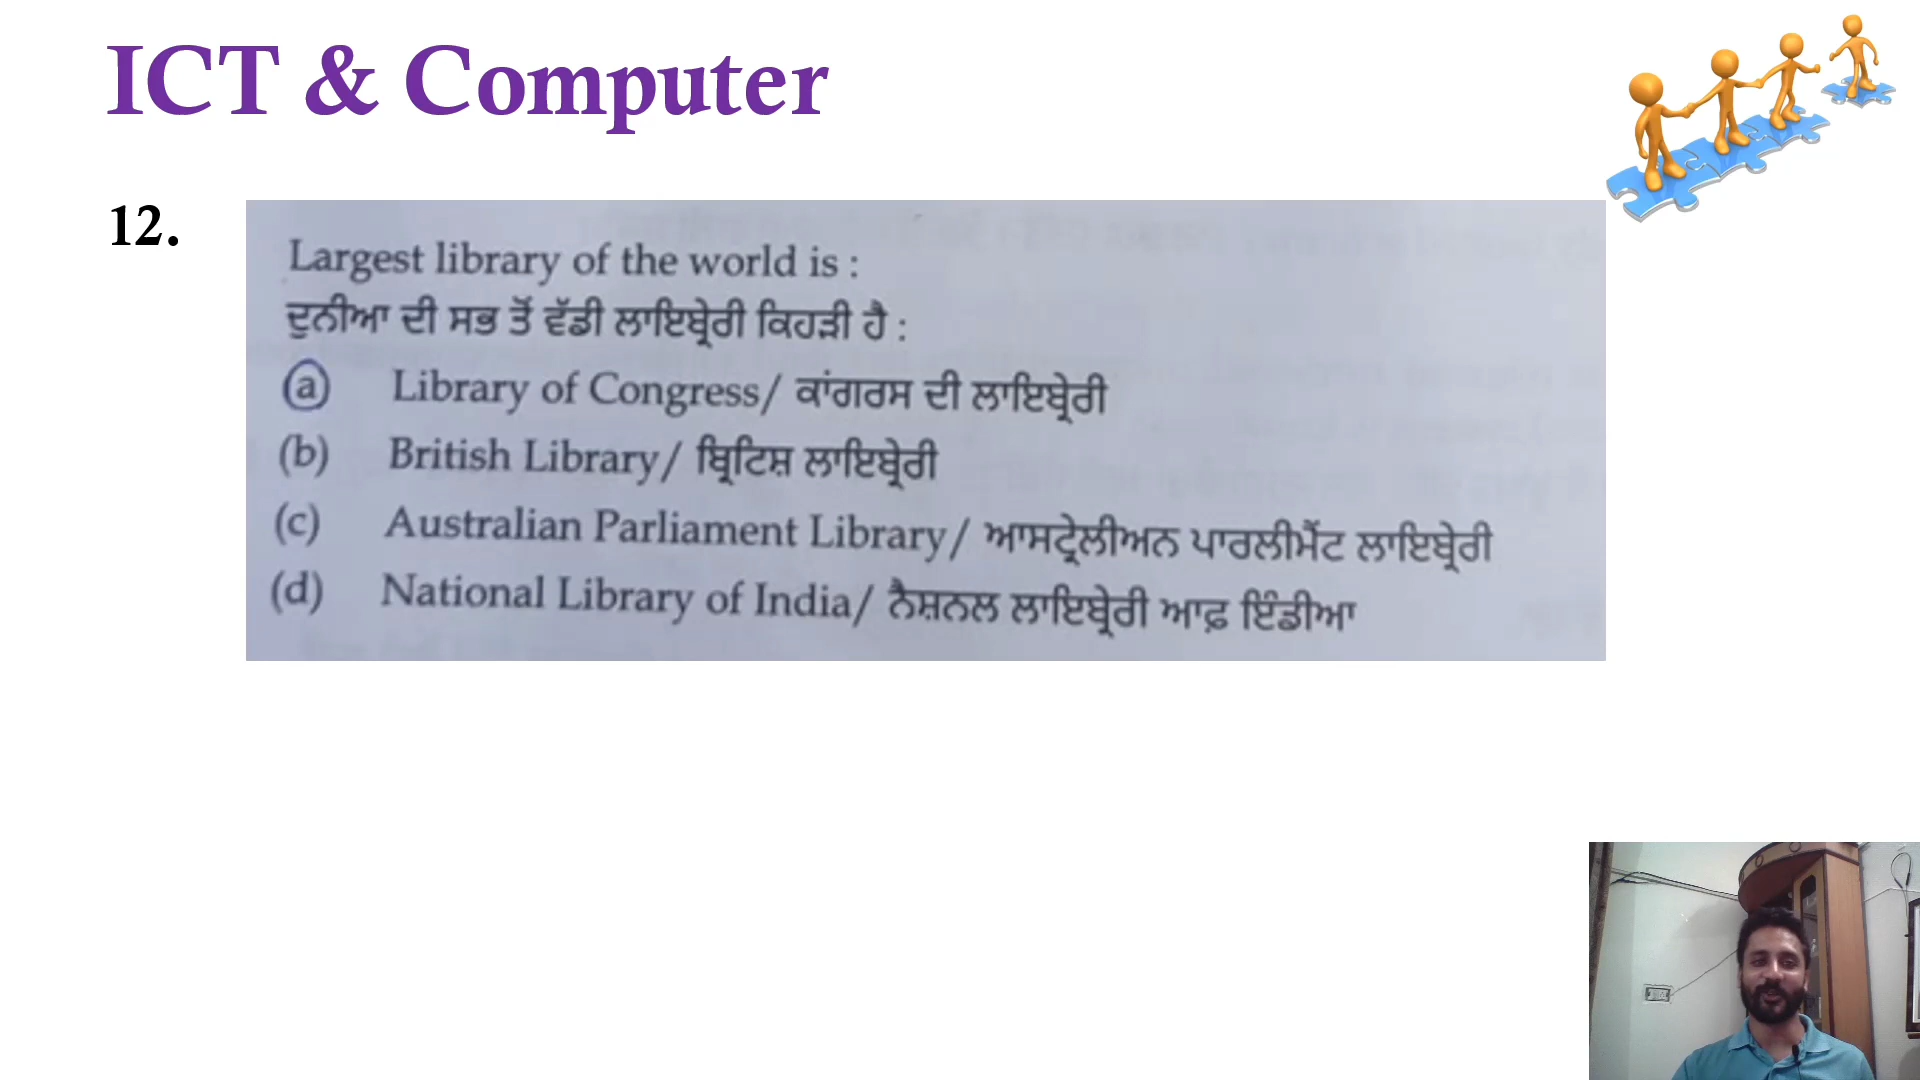 ICT & Computer
12.
Largest library of the world is :
ਦੁਨੀਆ ਦੀ ਸਭ ਤੋਂ ਵੱਡੀ ਲਾਇਬ੍ਰੇਰੀ ਕਿਹੜੀ ਹੈ :
(a) Library of Congress/ ਕਾਂਗਰਸ ਦੀ ਲਾਇਬ੍ਰੇਰੀ
(b) British Library/ ਬ੍ਰਿਟਿਸ਼ ਲਾਇਬ੍ਰੇਰੀ
(c) Australian Parliament Library/ ਆਸਟ੍ਰੇਲੀਅਨ ਪਾਰਲੀਮੈਂਟ ਲਾਇਬ੍ਰੇਰੀ
(d) National Library of India/ ਨੈਸ਼ਨਲ ਲਾਇਬ੍ਰੇਰੀ ਆਫ਼ ਇੰਡੀਆ